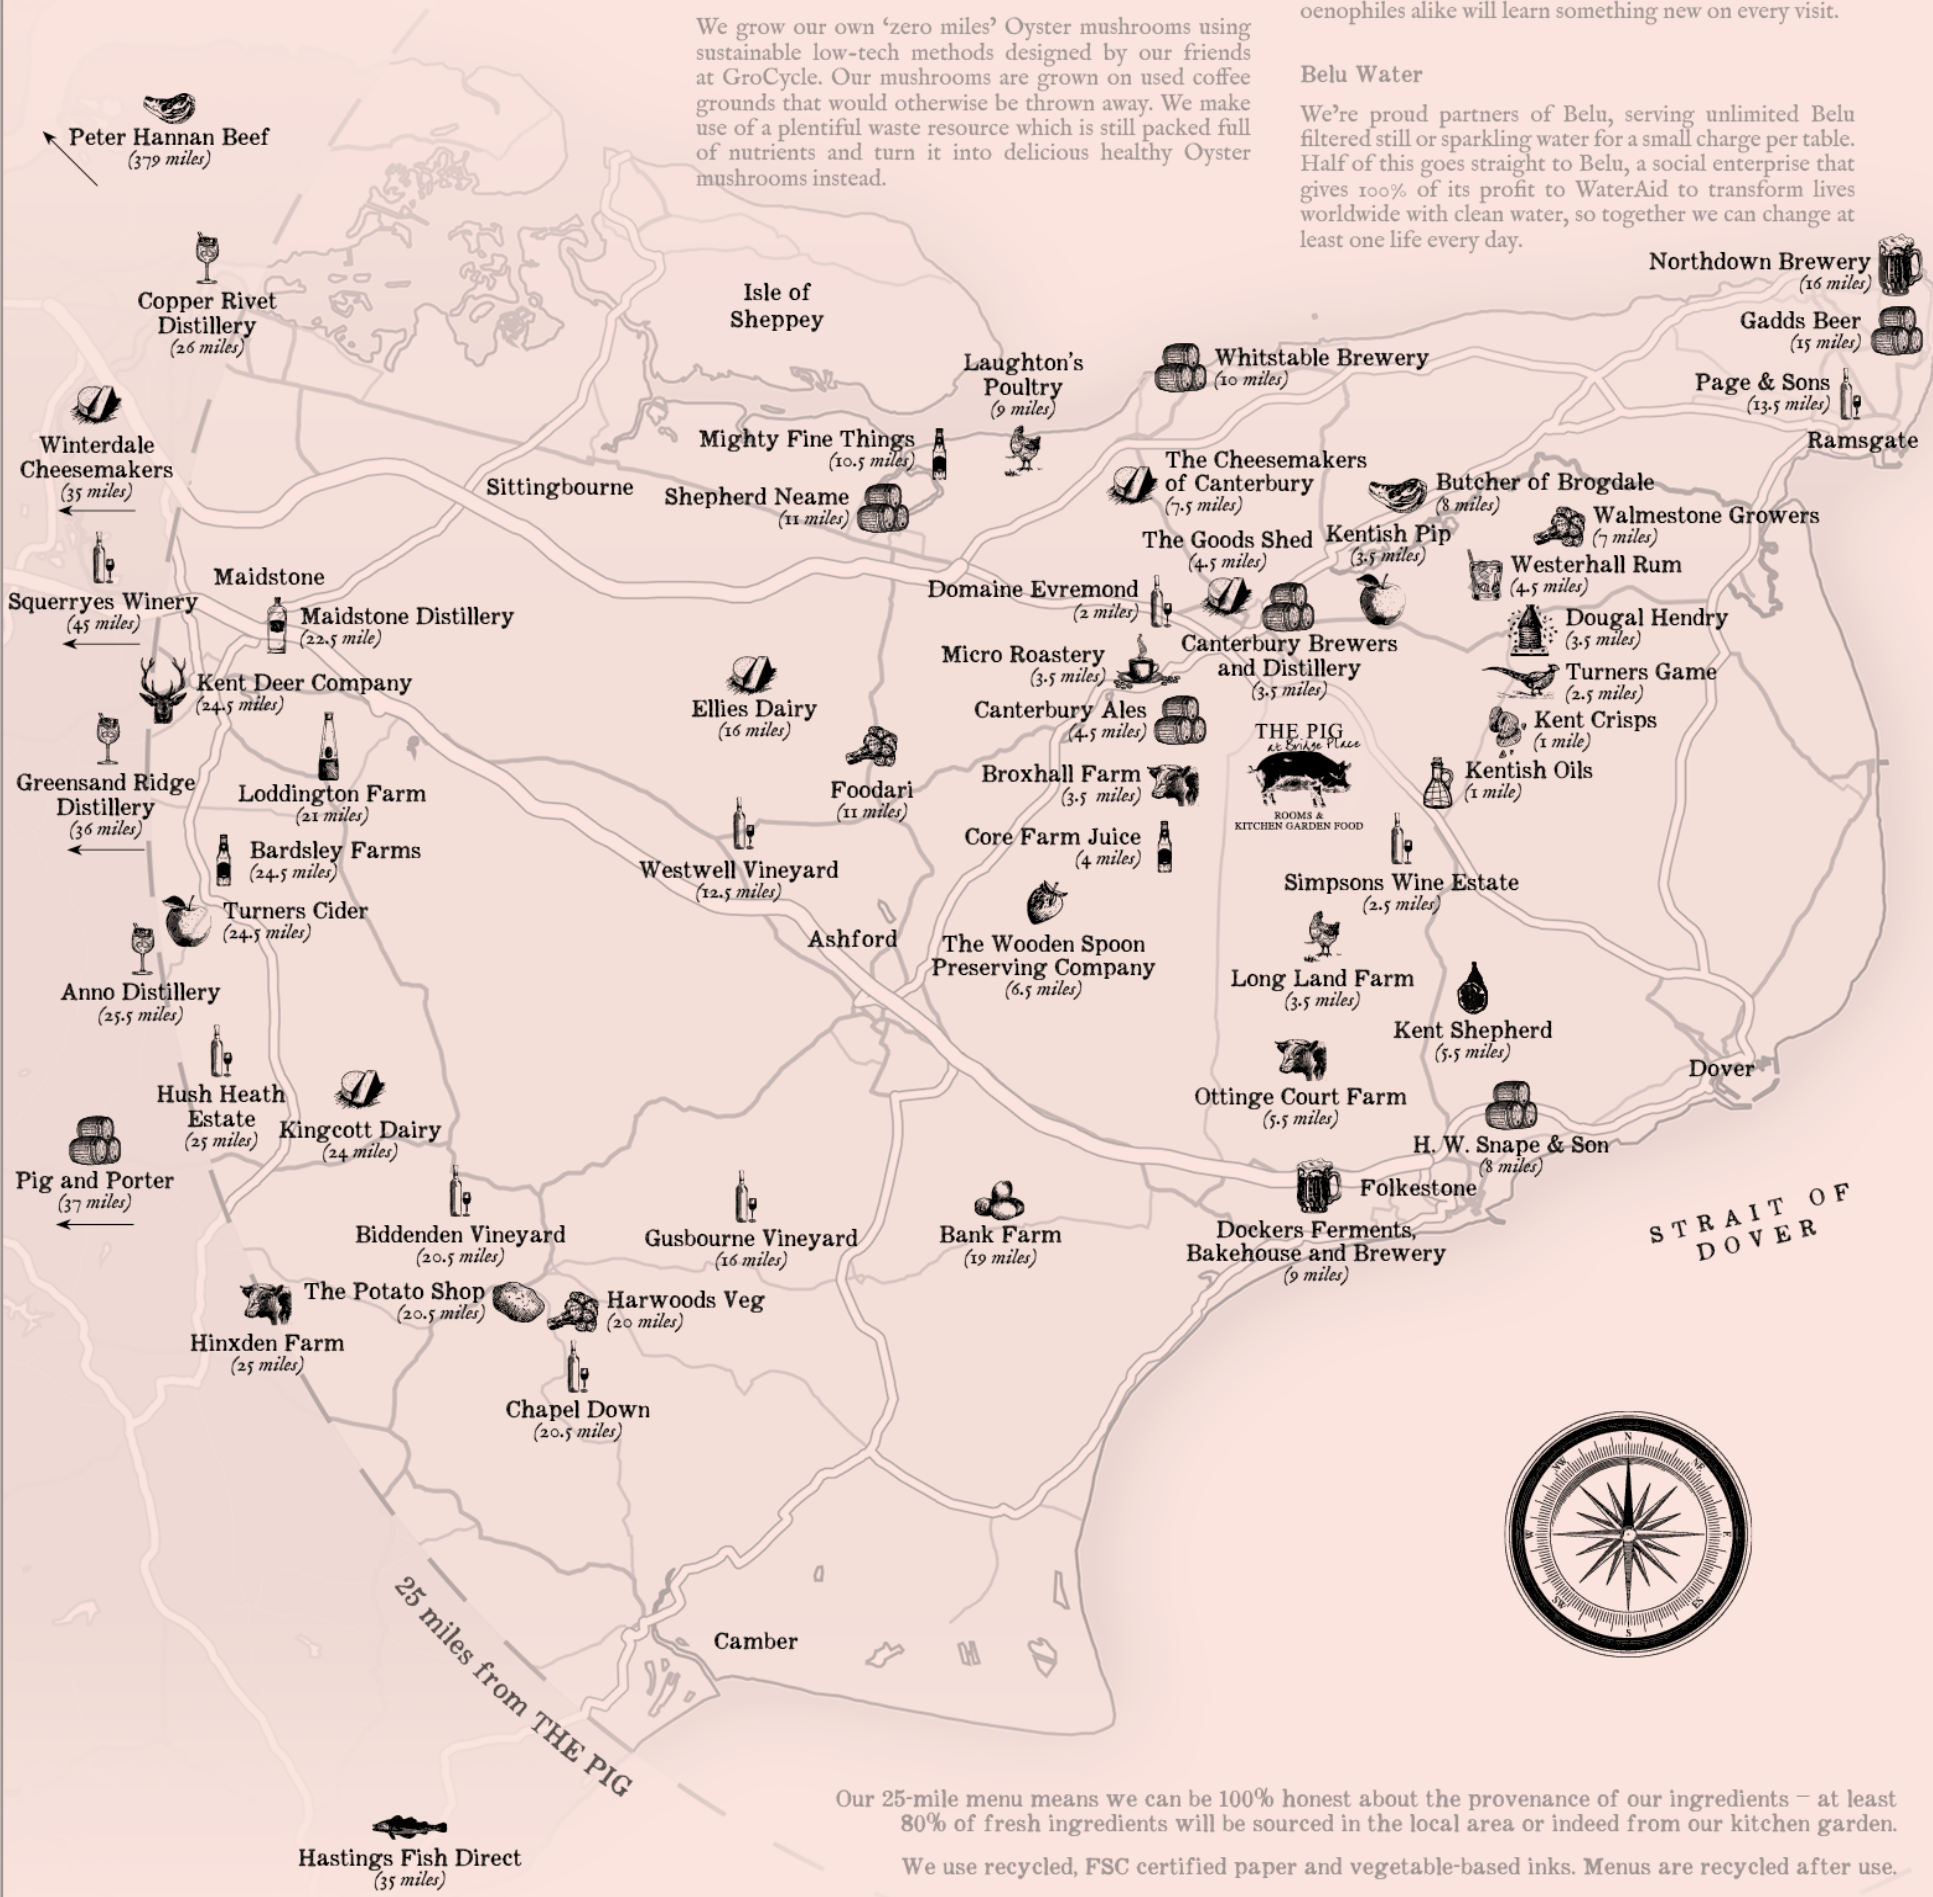 We grow our own ‘zero miles’ Oyster mushrooms using
sustainable low-tech methods designed by our friends
at GroCycle. Our mushrooms are grown on used coffee
grounds that would otherwise be thrown away. We make
use of a plentiful waste resource which is still packed full
of nutrients and turn it into delicious healthy Oyster
mushrooms instead.
oenophiles alike will learn something new on every visit.
Belu Water
We’re proud partners of Belu, serving unlimited Belu
filtered still or sparkling water for a small charge per table.
Half of this goes straight to Belu, a social enterprise that
gives 100% of its profit to WaterAid to transform lives
worldwide with clean water, so together we can change at
least one life every day.
Peter Hannan Beef
(379 miles)
Copper Rivet
Distillery
(26 miles)
Isle of
Sheppey
Northdown Brewery
(16 miles)
Gadds Beer
(15 miles)
Page & Sons
(13.5 miles)
Ramsgate
Laughton’s
Poultry
(9 miles)
Whitstable Brewery
(10 miles)
Winterdale
Cheesemakers
(35 miles)
Mighty Fine Things
(10.5 miles)
Sittingbourne
Shepherd Neame
(11 miles)
The Cheesemakers
of Canterbury
(7.5 miles)
Butcher of Brogdale
(8 miles)
Walmestone Growers
(7 miles)
The Goods Shed
(4.5 miles)
Kentish Pip
(3.5 miles)
Westerhall Rum
(4.5 miles)
Squerryes Winery
(45 miles)
Maidstone
Maidstone Distillery
(22.5 mile)
Domaine Evremond
(2 miles)
Dougal Hendry
(3.5 miles)
Canterbury Brewers
and Distillery
(3.5 miles)
Micro Roastery
(3.5 miles)
Turners Game
(2.5 miles)
Kent Deer Company
(24.5 miles)
Ellies Dairy
(16 miles)
Canterbury Ales
(4.5 miles)
Kent Crisps
(1 mile)
THE PIG
at Bridge Place
ROOMS &
KITCHEN GARDEN FOOD
Greensand Ridge
Distillery
(36 miles)
Loddington Farm
(21 miles)
Foodari
(11 miles)
Broxhall Farm
(3.5 miles)
Kentish Oils
(1 mile)
Bardsley Farms
(24.5 miles)
Westwell Vineyard
(12.5 miles)
Core Farm Juice
(4 miles)
Simpsons Wine Estate
(2.5 miles)
Turners Cider
(24.5 miles)
Ashford
The Wooden Spoon
Preserving Company
(6.5 miles)
Long Land Farm
(3.5 miles)
Anno Distillery
(25.5 miles)
Kent Shepherd
(5.5 miles)
Dover
Hush Heath
Estate
(25 miles)
Kingcott Dairy
(24 miles)
Ottinge Court Farm
(5.5 miles)
H. W. Snape & Son
(8 miles)
Pig and Porter
(37 miles)
Folkestone
Biddenden Vineyard
(20.5 miles)
Gusbourne Vineyard
(16 miles)
Bank Farm
(19 miles)
Dockers Ferments,
Bakehouse and Brewery
(9 miles)
STRAIT OF
DOVER
The Potato Shop
(20.5 miles)
Harwoods Veg
(20 miles)
Hinxden Farm
(25 miles)
Chapel Down
(20.5 miles)
N
NE
E
ES
S
SW
W
NW
25 miles from THE PIG
Camber
Hastings Fish Direct
(35 miles)
Our 25-mile menu means we can be 100% honest about the provenance of our ingredients – at least
80% of fresh ingredients will be sourced in the local area or indeed from our kitchen garden.
We use recycled, FSC certified paper and vegetable-based inks. Menus are recycled after use.